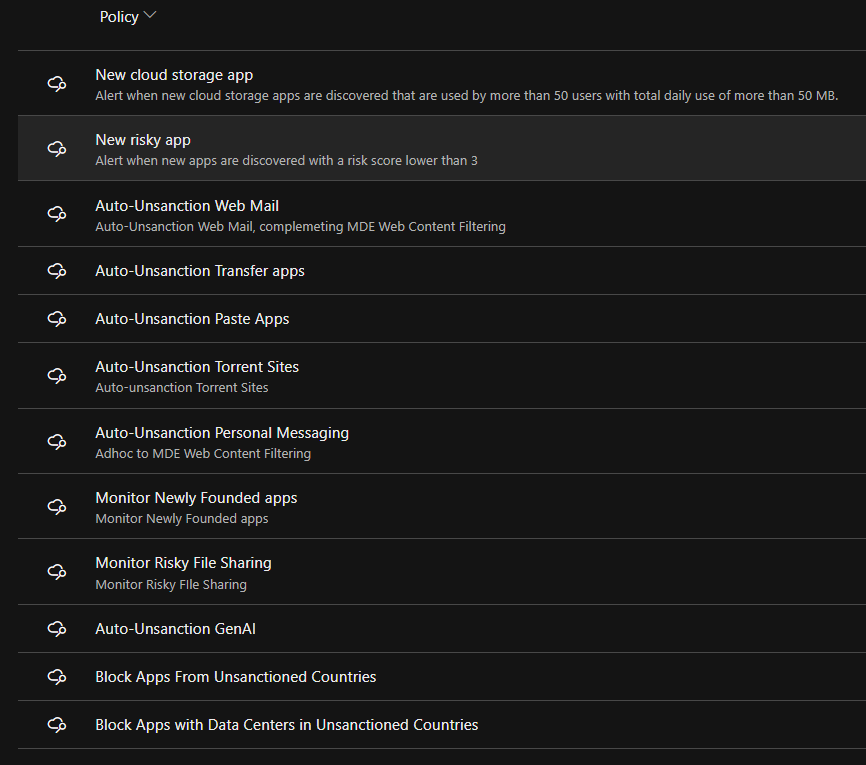 Policy
New cloud storage app
Alert when new cloud storage apps are discovered that are used by more than 50 users with total daily use of more than 50 MB.
New risky app
Alert when new apps are discovered with a risk score lower than 3
Auto-Unsanction Web Mail
Auto-Unsanction Web Mail, complemeting MDE Web Content Filtering
Auto-Unsanction Transfer apps
Auto-Unsanction Paste Apps
Auto-Unsanction Torrent Sites
Auto-unsanction Torrent Sites
Auto-Unsanction Personal Messaging
Adhoc to MDE Web Content Filtering
Monitor Newly Founded apps
Monitor Newly Founded apps
Monitor Risky File Sharing
Monitor Risky FIle Sharing
Auto-Unsanction GenAI
Block Apps From Unsanctioned Countries
Block Apps with Data Centers in Unsanctioned Countries